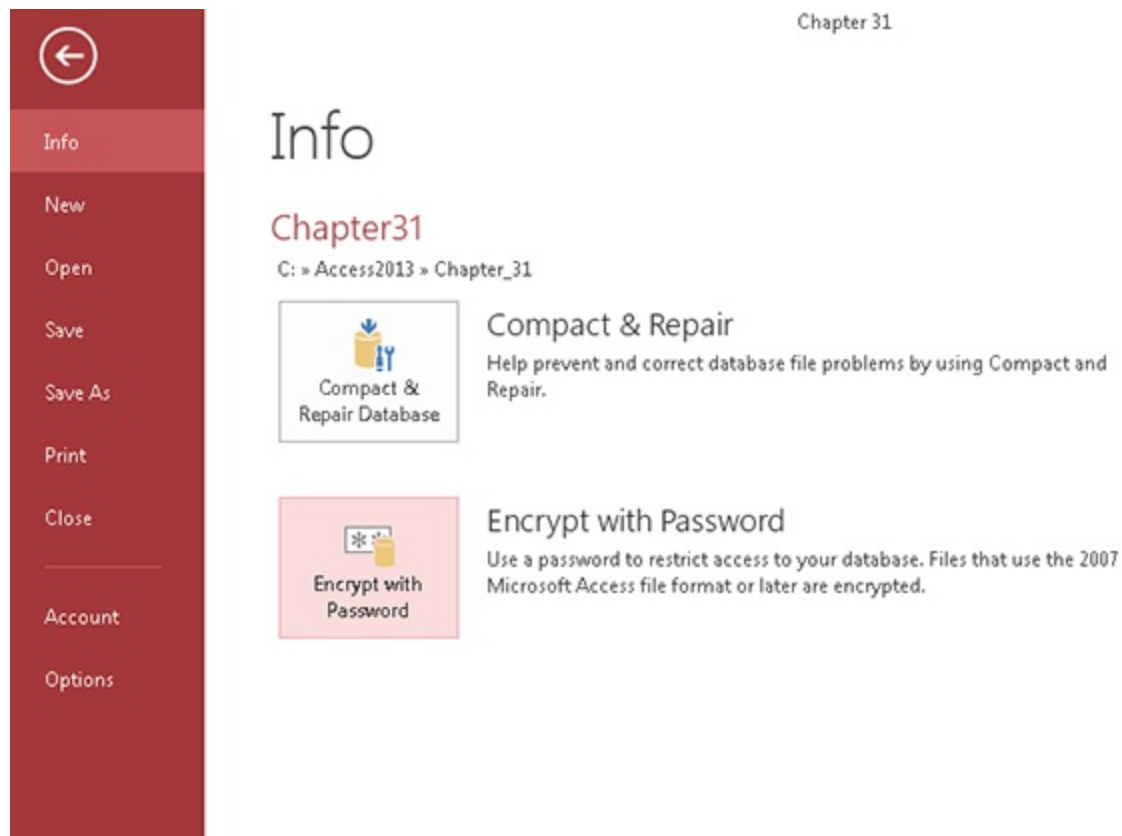 Chapter 31
Info
New
Open
Save
Save As
Print
Close
Account
Options
Info
Chapter31
C: » Access2013 » Chapter_31
Compact &
Repair Database
Compact & Repair
Help prevent and correct database file problems by using Compact and
Repair.
**
Encrypt with
Password
Encrypt with Password
Use a password to restrict access to your database. Files that use the 2007
Microsoft Access file format or later are encrypted.